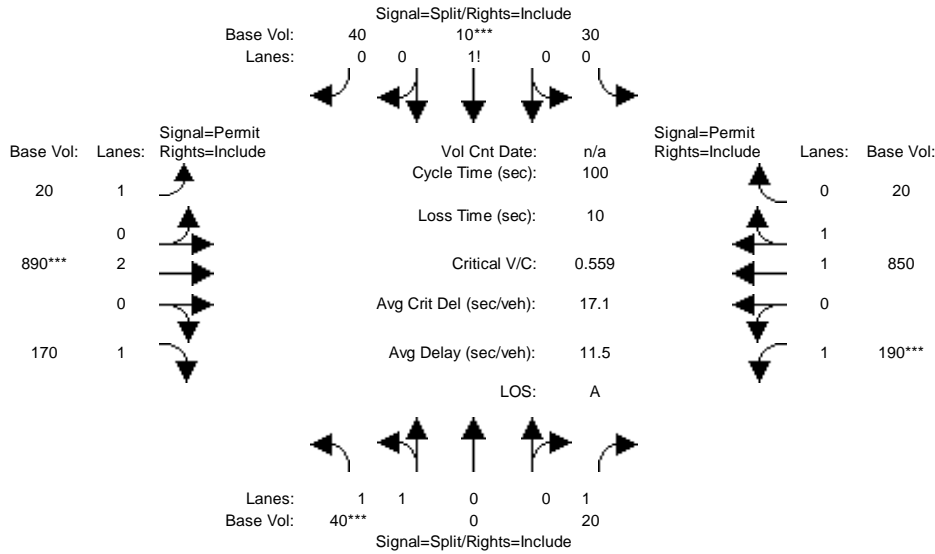 Signal=Split/Rights=Include
Base Vol: 40 10*** 30
Lanes: 0 0 1! 0 0
Signal=Permit
Base Vol: Lanes: Rights=Include
Vol Cnt Date: n/a
Signal=Permit
Rights=Include Lanes: Base Vol:
Cycle Time (sec): 100
20 1
0 20
Loss Time (sec): 10
0
1
890*** 2
Critical V/C: 0.559
1 850
0
Avg Crit Del (sec/veh): 17.1
0
170 1
Avg Delay (sec/veh): 11.5
1 190***
LOS: A
Lanes: 1 1 0 0 1
Base Vol: 40*** 0 20
Signal=Split/Rights=Include